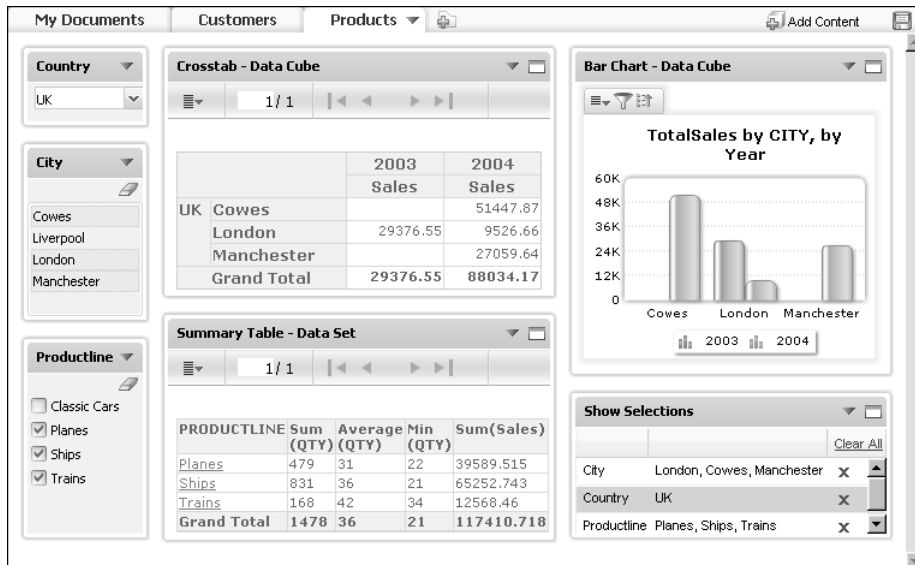 My Documents
Customers
Products
Add Content
Country
UK
City
Cowes
Liverpool
London
Manchester
Productline
Classic Cars
Planes
Ships
Trains
Crosstab - Data Cube
1/ 1
2003 2004
Sales Sales
UK Cowes 51447.87
London 29376.55 9526.66
Manchester 27059.64
Grand Total 29376.55 88034.17
Summary Table - Data Set
1/ 1
PRODUCTLINE Sum Average Min Sum(Sales)
(QTY) (QTY) (QTY)
Planes 479 31 22 39589.515
Ships 831 36 21 65252.743
Trains 168 42 34 12568.46
Grand Total 1478 36 21 117410.718
Bar Chart - Data Cube
TotalSales by CITY, by
Year
60K
48K
36K
24K
12K
0
Cowes London Manchester
2003 2004
Show Selections
Clear All
City London, Cowes, Manchester
Country UK
Productline Planes, Ships, Trains